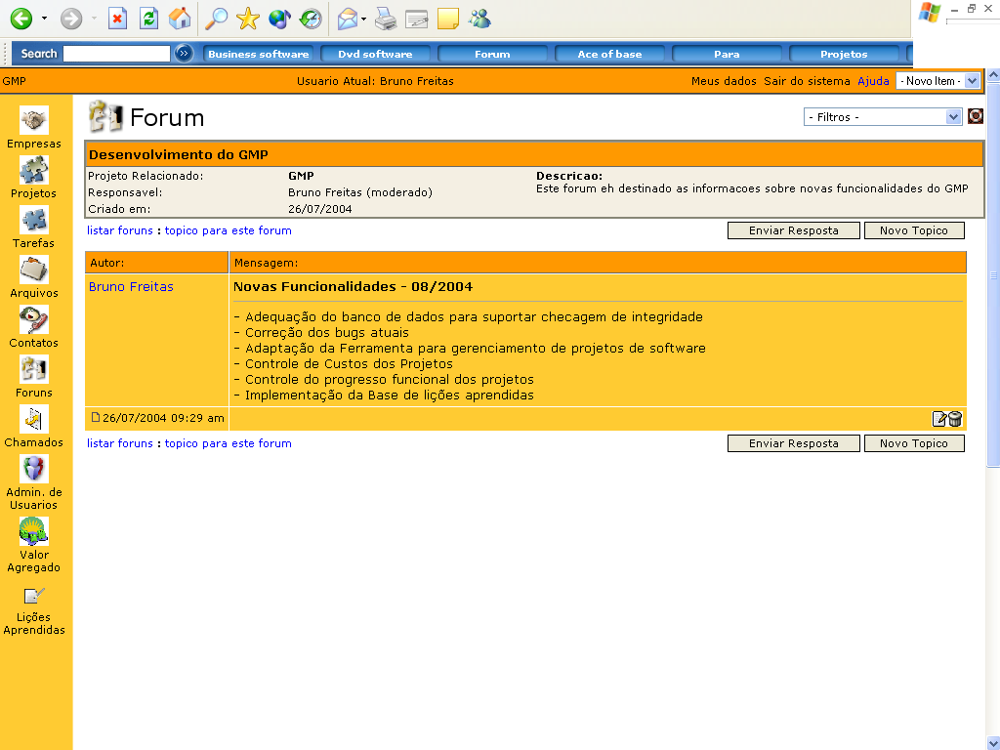 Search
Business software
Dvd software
Forum
Ace of base
Para
Projetos
GMP
Usuario Atual: Bruno Freitas
Meus dados Sair do sistema Ajuda
- Novo Item -
Empresas
Projetos
Tarefas
Arquivos
Contatos
Foruns
Chamados
Admin. de
Usuarios
Valor
Agregado
Lições
Aprendidas
Forum
- Filtros -
Desenvolvimento do GMP
Projeto Relacionado: GMP
Responsavel: Bruno Freitas (moderado)
Criado em: 26/07/2004
Descricao:
Este forum eh destinado as informacoes sobre novas funcionalidades do GMP
listar foruns : topico para este forum
Enviar Resposta
Novo Topico
Autor: Mensagem:
Bruno Freitas
Novas Funcionalidades - 08/2004
- Adequação do banco de dados para suportar checagem de integridade
- Correção dos bugs atuais
- Adaptação da Ferramenta para gerenciamento de projetos de software
- Controle de Custos dos Projetos
- Controle do progresso funcional dos projetos
- Implementação da Base de lições aprendidas
26/07/2004 09:29 am
listar foruns : topico para este forum
Enviar Resposta
Novo Topico